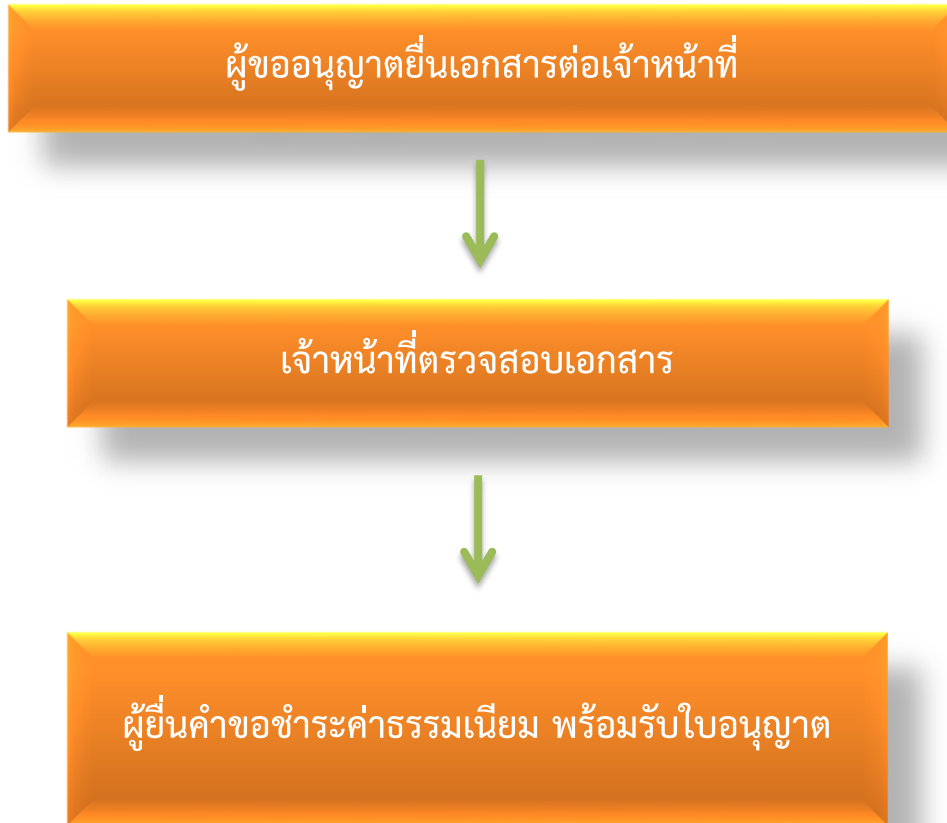 ผู้ขออนุญาตยื่นเอกสารต่อเจ้าหน้าที่
เจ้าหน้าที่ตรวจสอบเอกสาร
ผู้ยื่นคำขอชำระค่าธรรมเนียม พร้อมรับใบอนุญาต